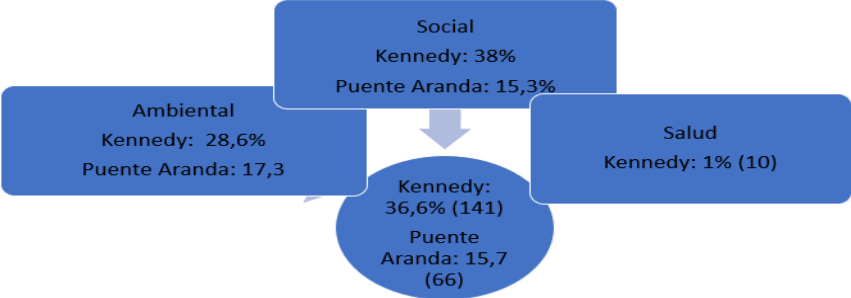 Social
Kennedy: 38%
Puente Aranda: 15,3%
Ambiental
Kennedy: 28,6%
Puente Aranda: 17,3
Salud
Kennedy: 1% (10)
Kennedy:
36,6% (141)
Puente
Aranda: 15,7
(66)